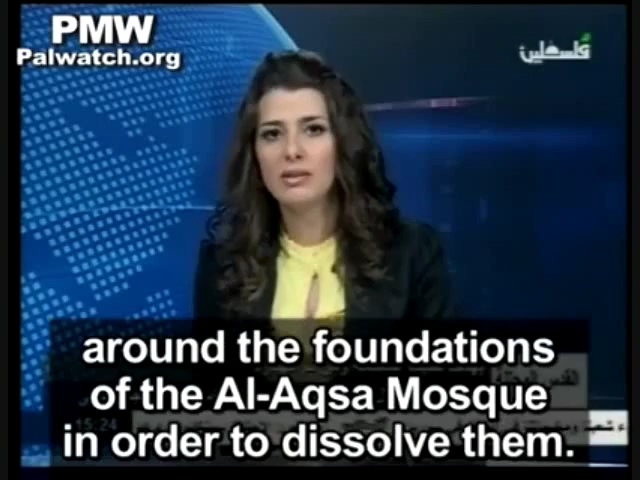 PMW
Palwatch.org
فلسطين
around the foundations
of the Al-Aqsa Mosque
in order to dissolve them.
15:24